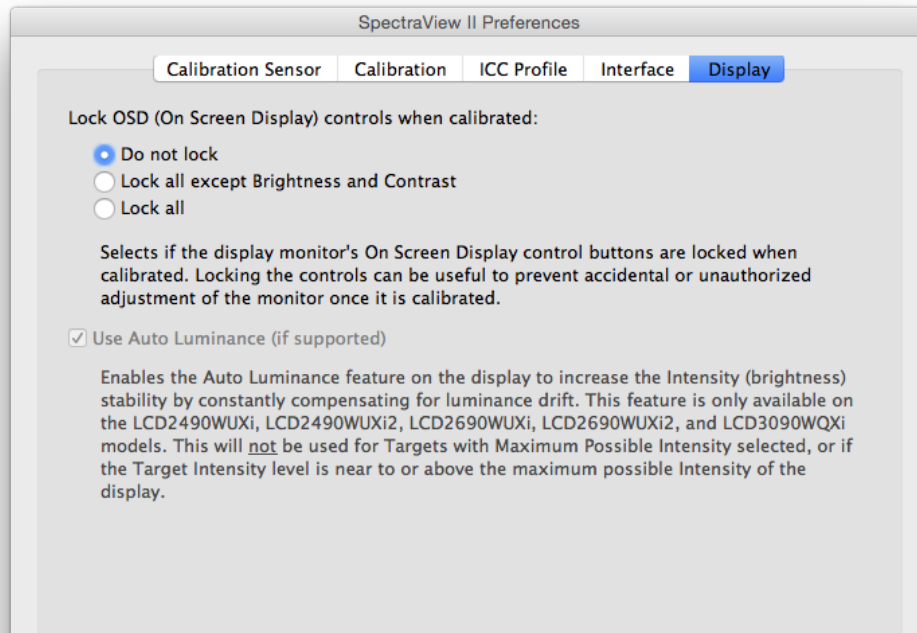 SpectraView II Preferences
Calibration Sensor Calibration ICC Profile Interface Display
Lock OSD (On Screen Display) controls when calibrated:
Do not lock
Lock all except Brightness and Contrast
Lock all
Selects if the display monitor's On Screen Display control buttons are locked when
calibrated. Locking the controls can be useful to prevent accidental or unauthorized
adjustment of the monitor once it is calibrated.
Use Auto Luminance (if supported)
Enables the Auto Luminance feature on the display to increase the Intensity (brightness)
stability by constantly compensating for luminance drift. This feature is only available on
the LCD2490WUXi, LCD2490WUXi2, LCD2690WUXi, LCD2690WUXi2, and LCD3090WQXi
models. This will not be used for Targets with Maximum Possible Intensity selected, or if
the Target Intensity level is near to or above the maximum possible Intensity of the
display.